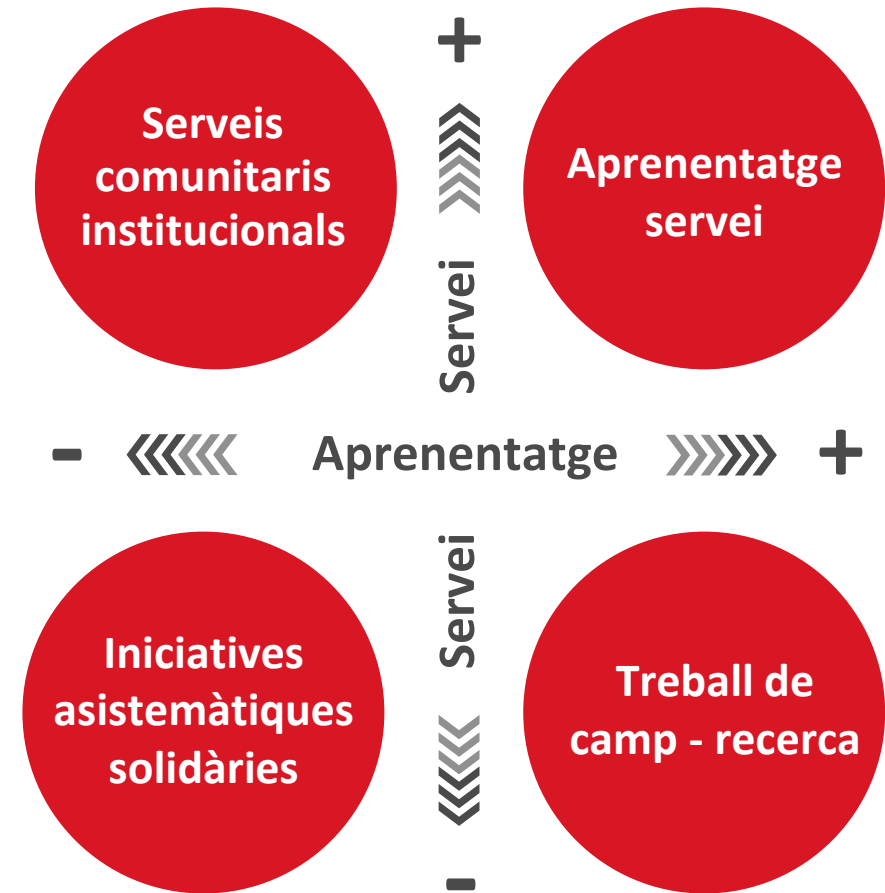 +
Serveis
comunitaris
institucionals
Aprenentatge
servei
Servei
- Aprenentatge +
Servei
Iniciatives
asistemàtiques
solidàries
Treball de
camp - recerca
-